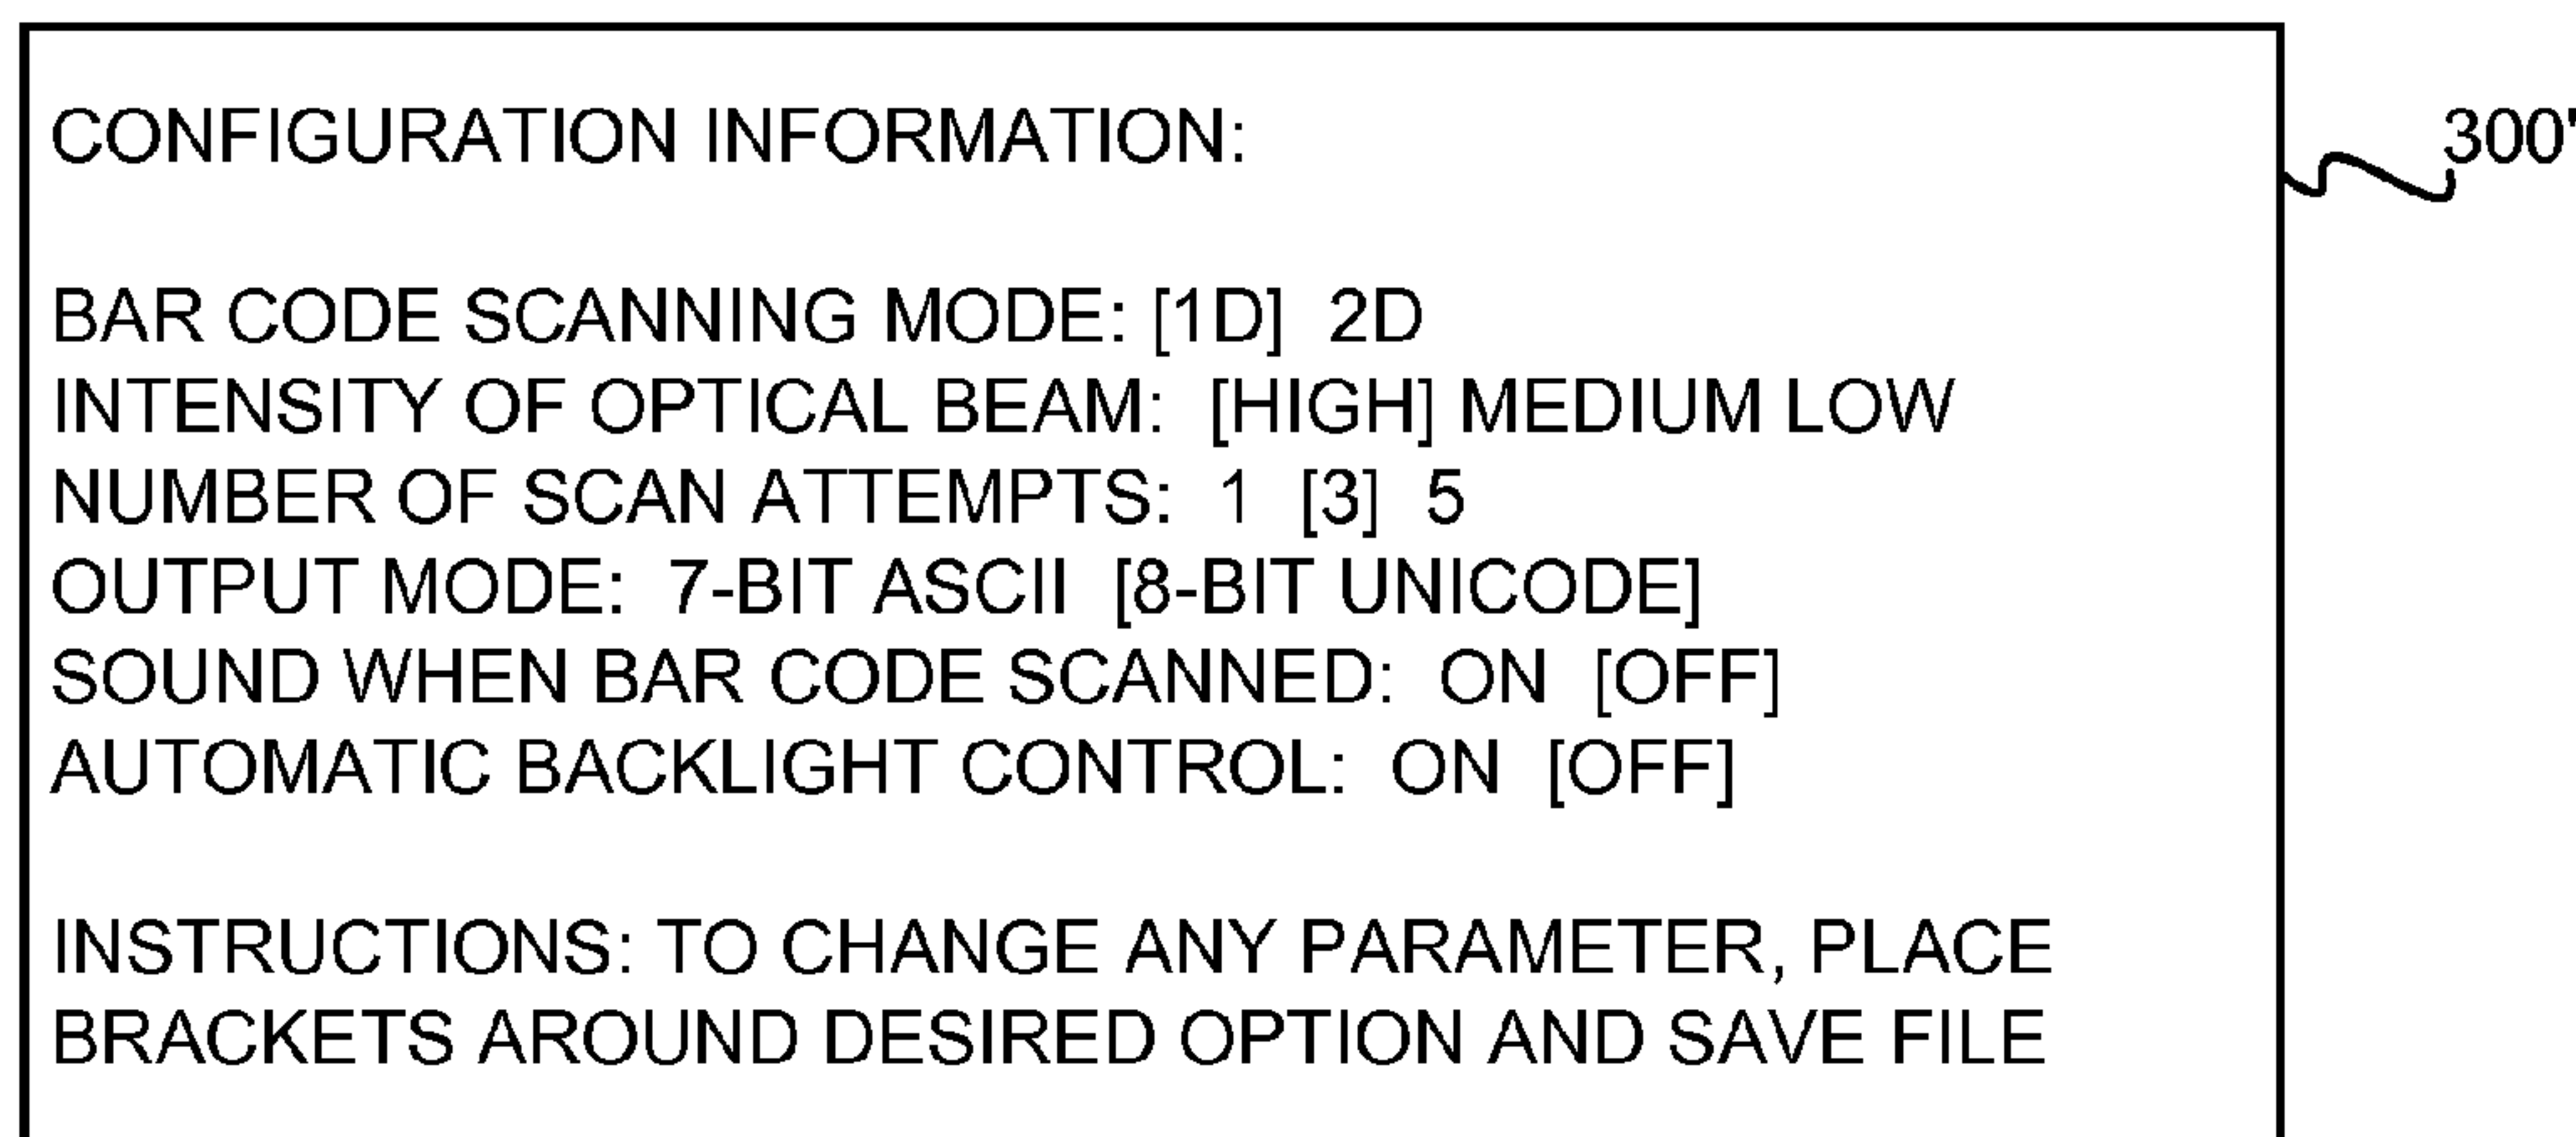 CONFIGURATION INFORMATION:
300'
BAR CODE SCANNING MODE: [1D] 2D
INTENSITY OF OPTICAL BEAM: [HIGH] MEDIUM LOW
NUMBER OF SCAN ATTEMPTS: 1 [3] 5
OUTPUT MODE: 7-BIT ASCII [8-BIT UNICODE]
SOUND WHEN BAR CODE SCANNED: ON [OFF]
AUTOMATIC BACKLIGHT CONTROL: ON [OFF]
INSTRUCTIONS: TO CHANGE ANY PARAMETER, PLACE
BRACKETS AROUND DESIRED OPTION AND SAVE FILE